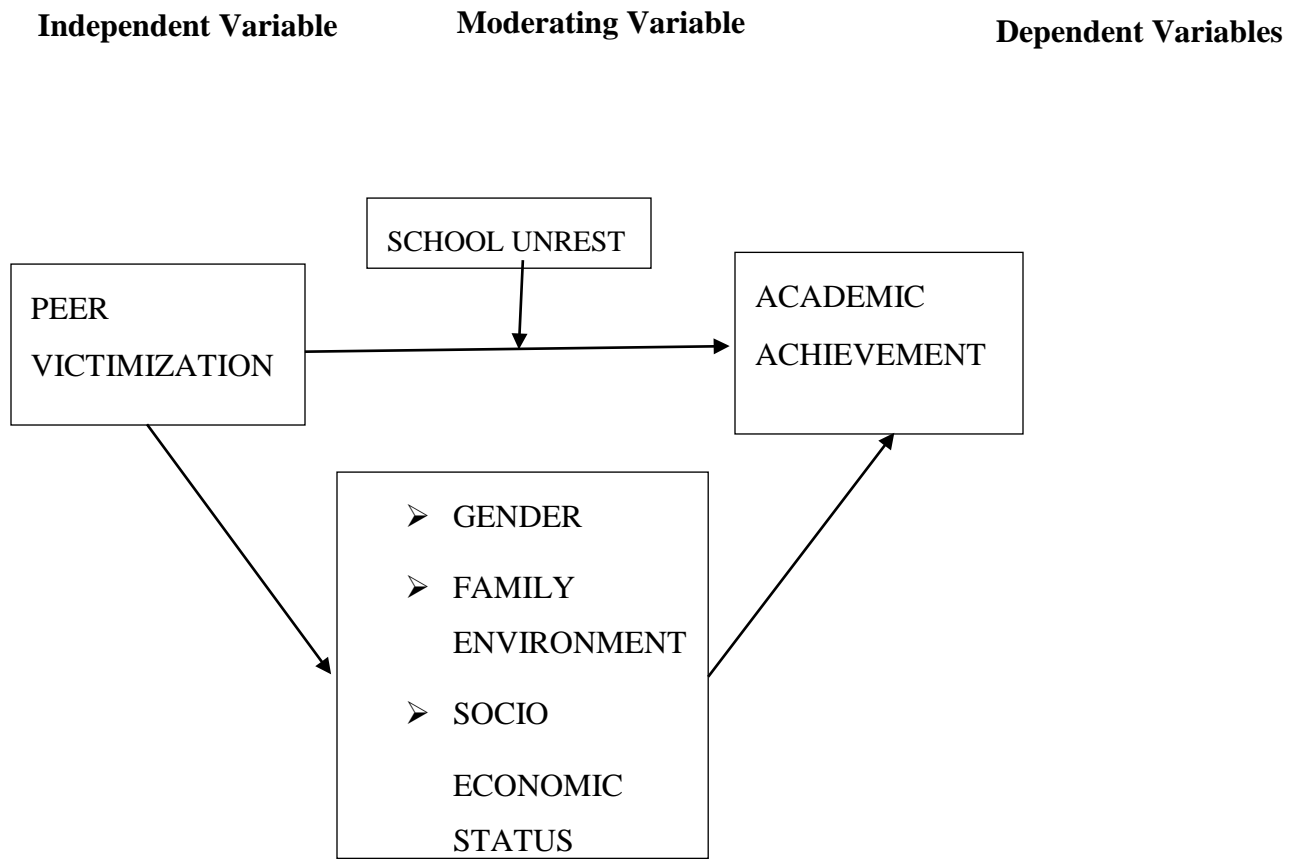 Independent Variable
Moderating Variable
Dependent Variables
SCHOOL UNREST
PEER
VICTIMIZATION
ACADEMIC
ACHIEVEMENT
➢ GENDER
➢ FAMILY
ENVIRONMENT
➢ SOCIO
ECONOMIC
STATUS